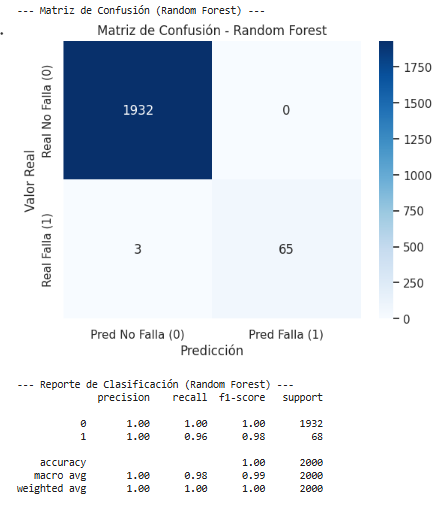 --- Matriz de Confusión (Random Forest) ---
Matriz de Confusión - Random Forest
Real No Falla (0)
Real Falla (1)
Valor Real
1932 0
3 65
Pred No Falla (0) Pred Falla (1)
Predicción
1750
1500
1250
1000
750
500
250
0
--- Reporte de Clasificación (Random Forest) ---
precision recall f1-score support
0 1.00 1.00 1.00 1932
1 1.00 0.96 0.98 68
accuracy 1.00 2000
macro avg 1.00 0.98 0.99 2000
weighted avg 1.00 1.00 1.00 2000